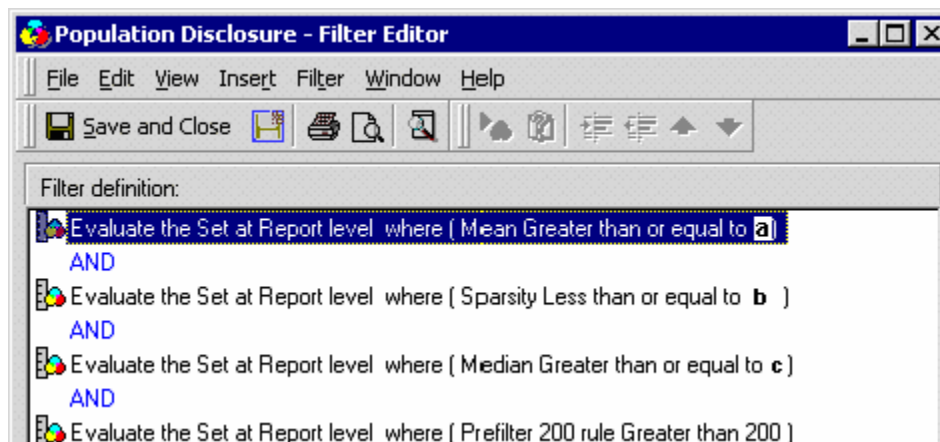 Population Disclosure - Filter Editor
File Edit View Insert Filter Window Help
Save and Close
Filter definition:
Evaluate the Set at Report level where ( Mean Greater than or equal to a)
AND
Evaluate the Set at Report level where ( Sparsity Less than or equal to b )
AND
Evaluate the Set at Report level where ( Median Greater than or equal to c )
AND
Evaluate the Set at Report level where ( Prefilter 200 rule Greater than 200 )